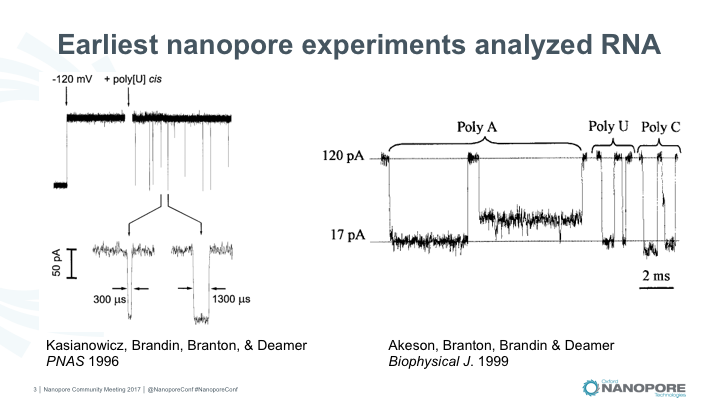 Earliest nanopore experiments analyzed RNA
-120 mV + poly[U] cis
50 pA
300 µs
1300 µs
Poly A Poly U Poly C
120 pA
17 pA
2 ms
Kasianowicz, Brandin, Branton, & Deamer
PNAS 1996
Akeson, Branton, Brandin & Deamer
Biophysical J. 1999
3 | Nanopore Community Meeting 2017 | @NanoporeConf #NanoporeConf
Oxford
NANOPORE
Technologies